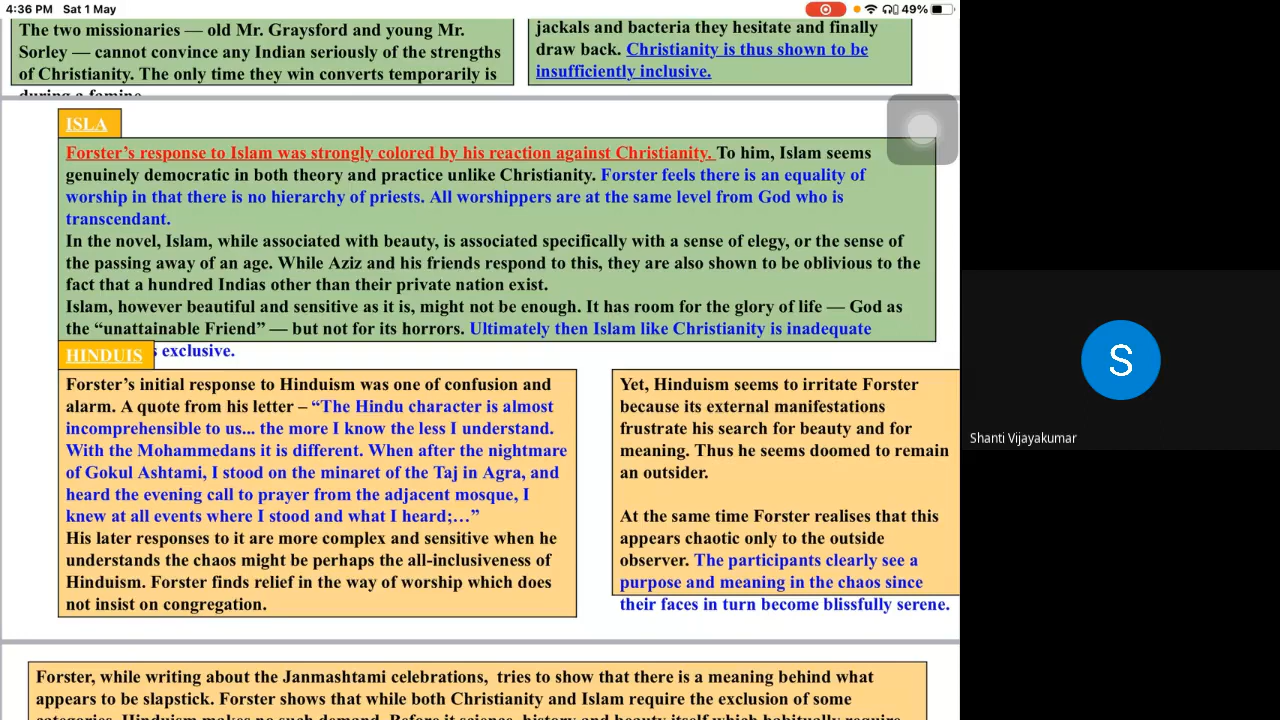 4:36 PM Sat 1 May
49%
The two missionaries — old Mr. Graysford and young Mr.
Sorley — cannot convince any Indian seriously of the strengths
of Christianity. The only time they win converts temporarily is
during a famine.
jackals and bacteria they hesitate and finally
draw back. Christianity is thus shown to be
insufficiently inclusive.
ISLA
Forster’s response to Islam was strongly colored by his reaction against Christianity. To him, Islam seems
genuinely democratic in both theory and practice unlike Christianity. Forster feels there is an equality of
worship in that there is no hierarchy of priests. All worshippers are at the same level from God who is
transcendant.
In the novel, Islam, while associated with beauty, is associated specifically with a sense of elegy, or the sense of
the passing away of an age. While Aziz and his friends respond to this, they are also shown to be oblivious to the
fact that a hundred Indias other than their private nation exist.
Islam, however beautiful and sensitive as it is, might not be enough. It has room for the glory of life — God as
the “unattainable Friend” — but not for its horrors. Ultimately then Islam like Christianity is inadequate
s exclusive.
HINDUIS
Forster’s initial response to Hinduism was one of confusion and
alarm. A quote from his letter – “The Hindu character is almost
incomprehensible to us... the more I know the less I understand.
With the Mohammedans it is different. When after the nightmare
of Gokul Ashtami, I stood on the minaret of the Taj in Agra, and
heard the evening call to prayer from the adjacent mosque, I
knew at all events where I stood and what I heard;…”
His later responses to it are more complex and sensitive when he
understands the chaos might be perhaps the all-inclusiveness of
Hinduism. Forster finds relief in the way of worship which does
not insist on congregation.
Yet, Hinduism seems to irritate Forster
because its external manifestations
frustrate his search for beauty and for
meaning. Thus he seems doomed to remain
an outsider.
At the same time Forster realises that this
appears chaotic only to the outside
observer. The participants clearly see a
purpose and meaning in the chaos since
their faces in turn become blissfully serene.
Forster, while writing about the Janmashtami celebrations, tries to show that there is a meaning behind what
appears to be slapstick. Forster shows that while both Christianity and Islam require the exclusion of some
categories, Hinduism makes no such demand. Before it science, history and beauty itself which habitually require
S
Shanti Vijayakumar